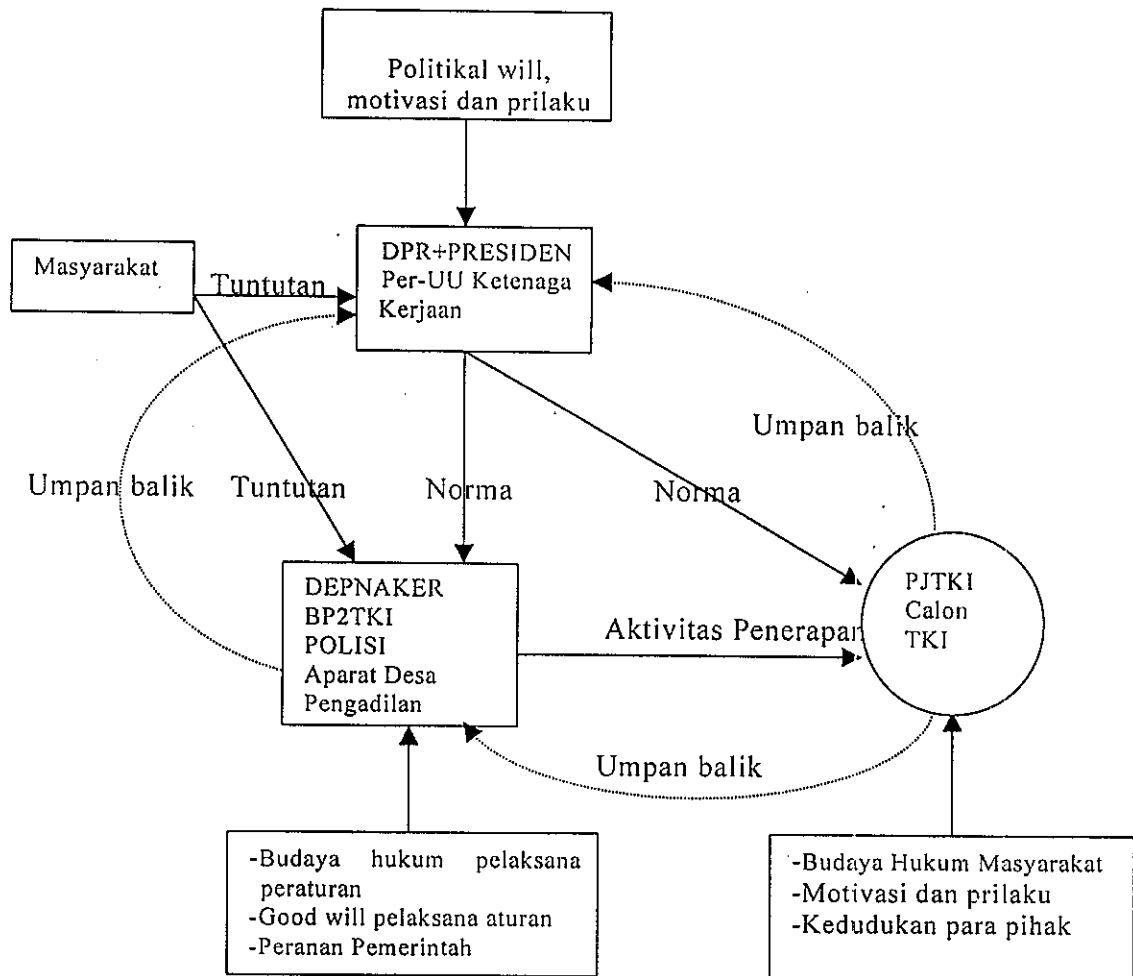 Politikal will,
motivasi dan prilaku
Masyarakat
Tuntutan
DPR+PRESIDEN
Per-UU Ketenaga
Kerjaan
Umpan balik
Umpan balik
Tuntutan
Norma
Norma
DEPNAKER
BP2TKI
POLISI
Aparat Desa
Pengadilan
Aktivitas Penerapan
PJTKI
Calon
TKI
Umpan balik
-Budaya hukum pelaksana
peraturan
-Good will pelaksana aturan
-Peranan Pemerintah
-Budaya Hukum Masyarakat
-Motivasi dan prilaku
-Kedudukan para pihak